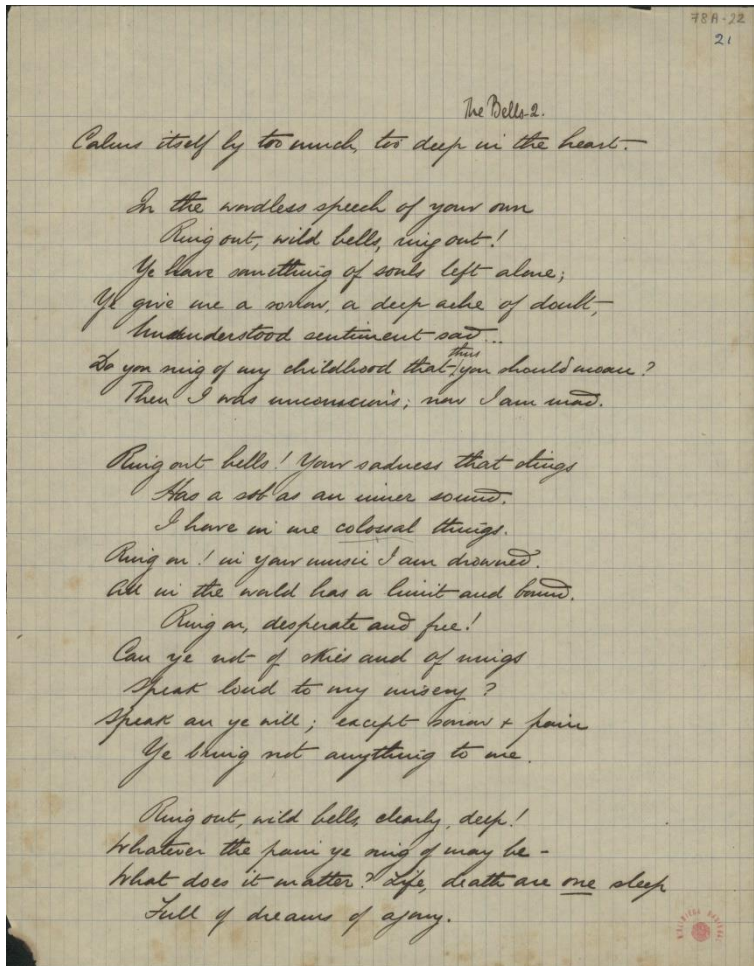 78A-22
21
The Bells-2.
Calms itself by too much, too deep in the heart.
In the wordless speech of your own
Ring out, wild bells, ring out!
Ye have something of souls left alone;
Ye give me a sorrow, a deep ache of doubt,
Ununderstood sentiment sad...
Do you ring of my childhood that thus you should moan?
Then I was unconscious; now I am mad.
Ring out bells! Your sadness that clings
Has a sob as an inner sound.
I have in me colossal things.
Ring on! in your music I am drowned.
All in the world has a limit and bound.
Ring on, desperate and free!
Can ye not of skies and of wings
Speak loud to my misery?
Speak an ye will; except sorrow & pain
Ye bring not anything to me.
Ring out, wild bells, clearly, deep!
Whatever the pain ye ring of may be -
What does it matter? Life, death are one sleep
Full of dreams of agony.